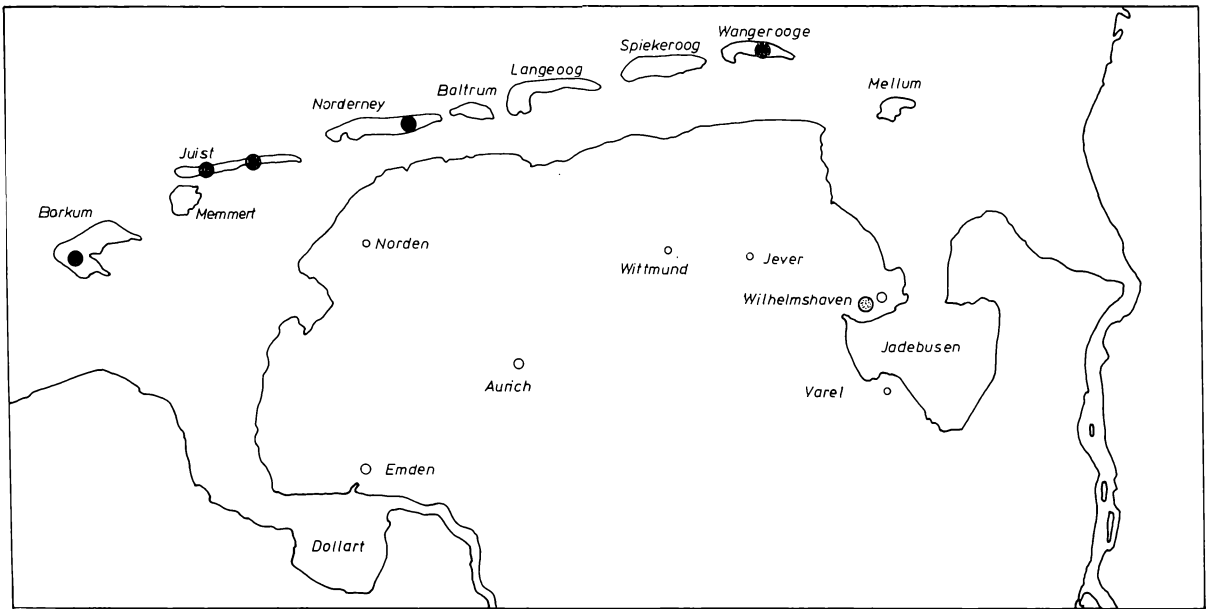 Wangerooge
Spiekeroog
Langeoog
Mellum
Baltrum
Norderney
Juist
Memmert
Borkum
Norden
Wittmund
Jever
Wilhelmshaven
Jadebusen
Aurich
Varel
Emden
Dollart